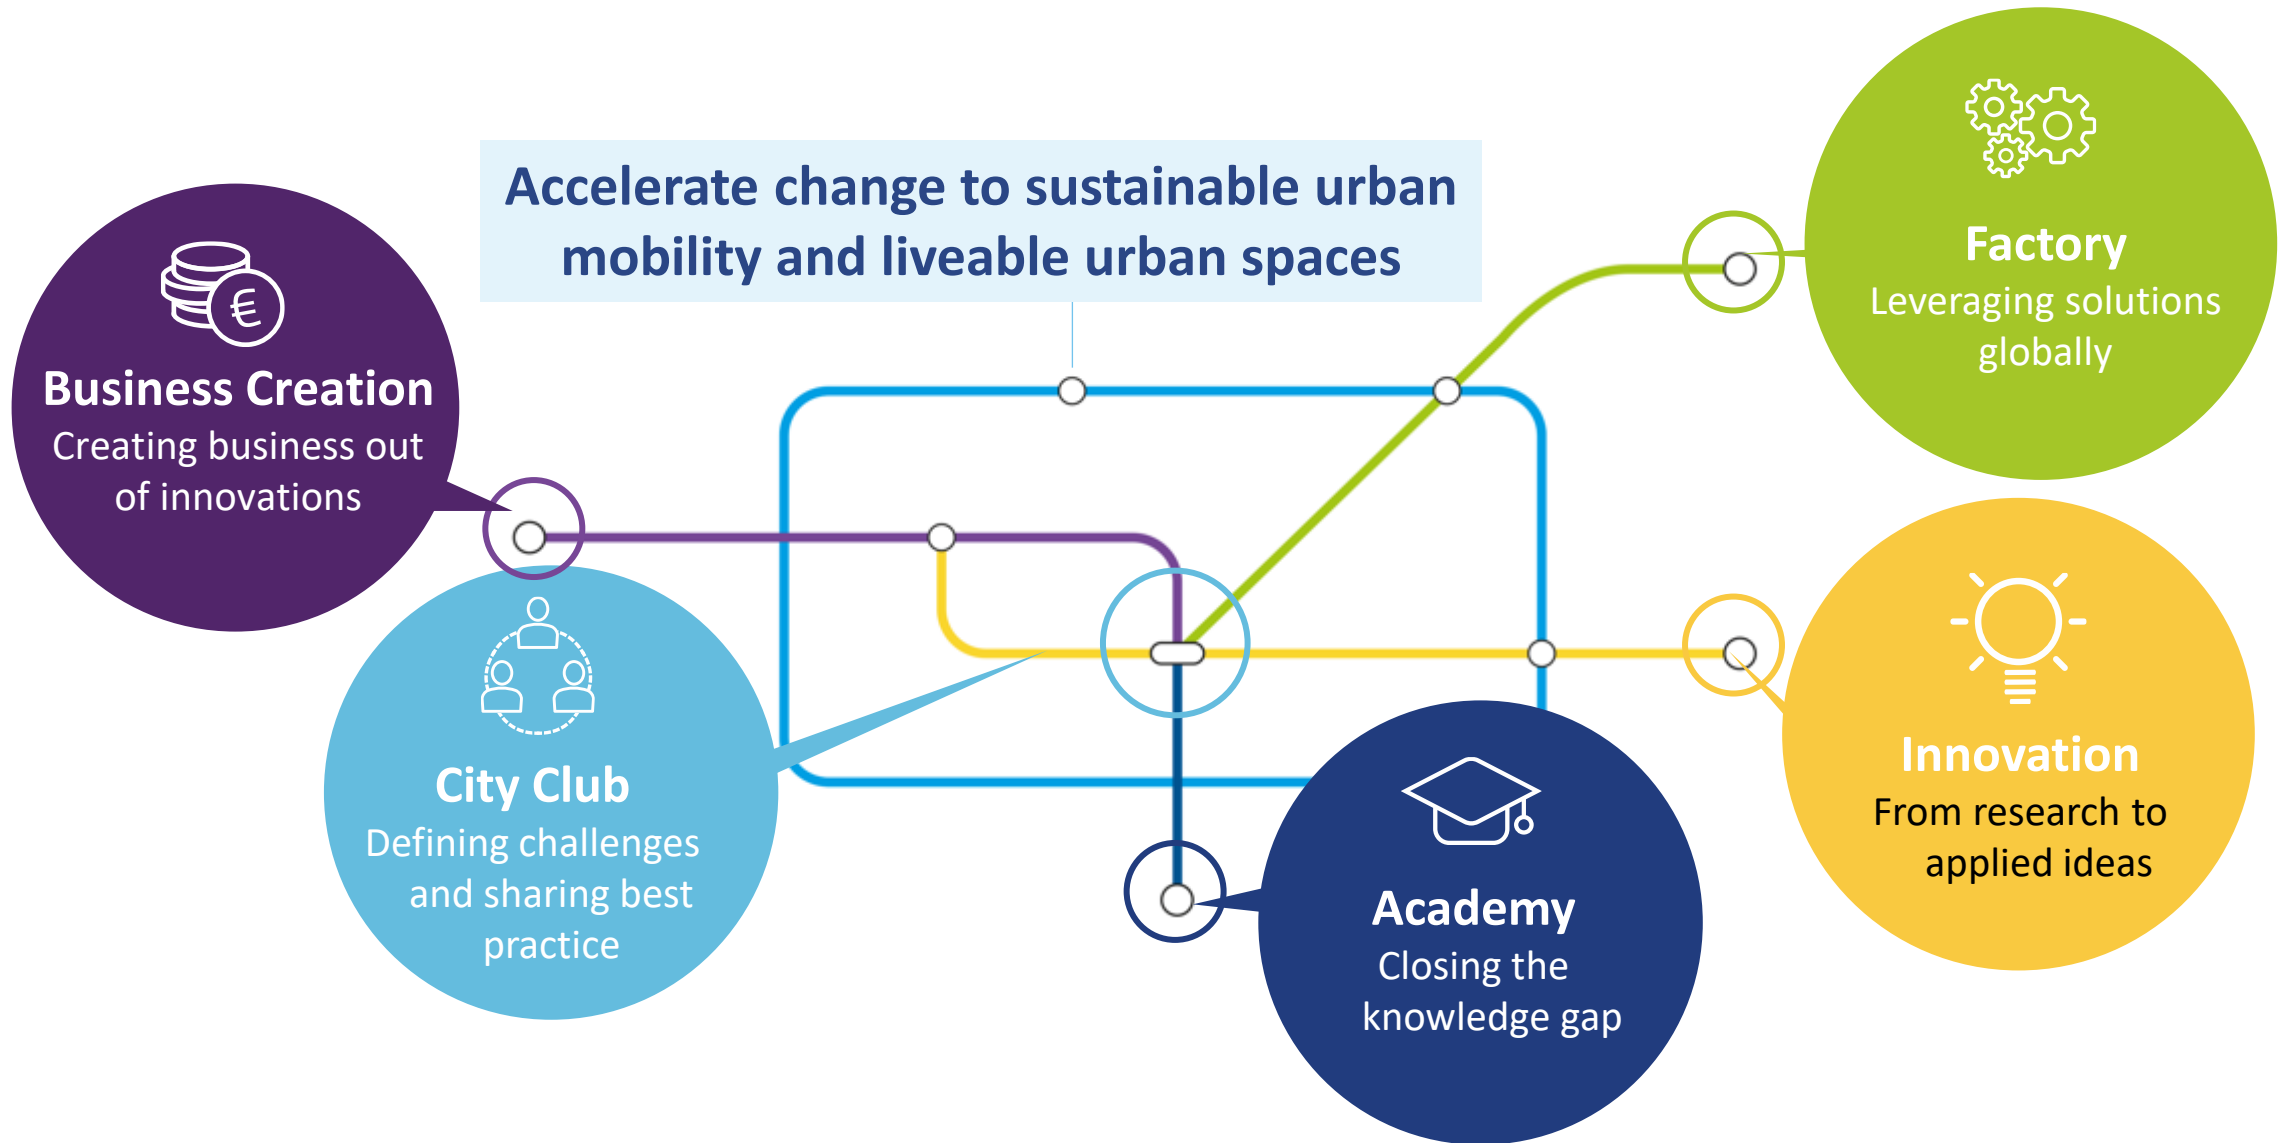 Accelerate change to sustainable urban
mobility and liveable urban spaces
€
Business Creation
Creating business out
of innovations
City Club
Defining challenges
and sharing best
practice
Academy
Closing the
knowledge gap
Factory
Leveraging solutions
globally
Innovation
From research to
applied ideas